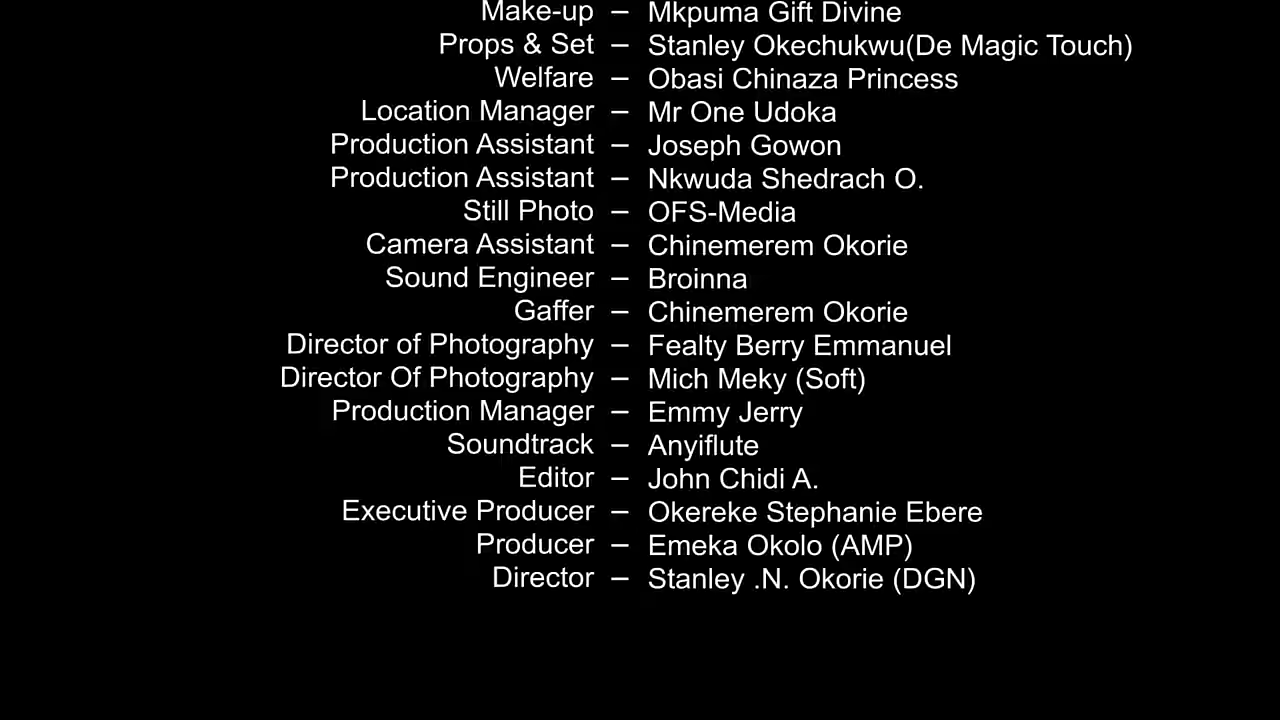 Make-up – Mkpuma Gift Divine
Props & Set – Stanley Okechukwu(De Magic Touch)
Welfare – Obasi Chinaza Princess
Location Manager – Mr One Udoka
Production Assistant – Joseph Gowon
Production Assistant – Nkwuda Shedrach O.
Still Photo – OFS-Media
Camera Assistant – Chinemerem Okorie
Sound Engineer – Broinna
Gaffer – Chinemerem Okorie
Director of Photography – Fealty Berry Emmanuel
Director Of Photography – Mich Meky (Soft)
Production Manager – Emmy Jerry
Soundtrack – Anyiflute
Editor – John Chidi A.
Executive Producer – Okereke Stephanie Ebere
Producer – Emeka Okolo (AMP)
Director – Stanley .N. Okorie (DGN)